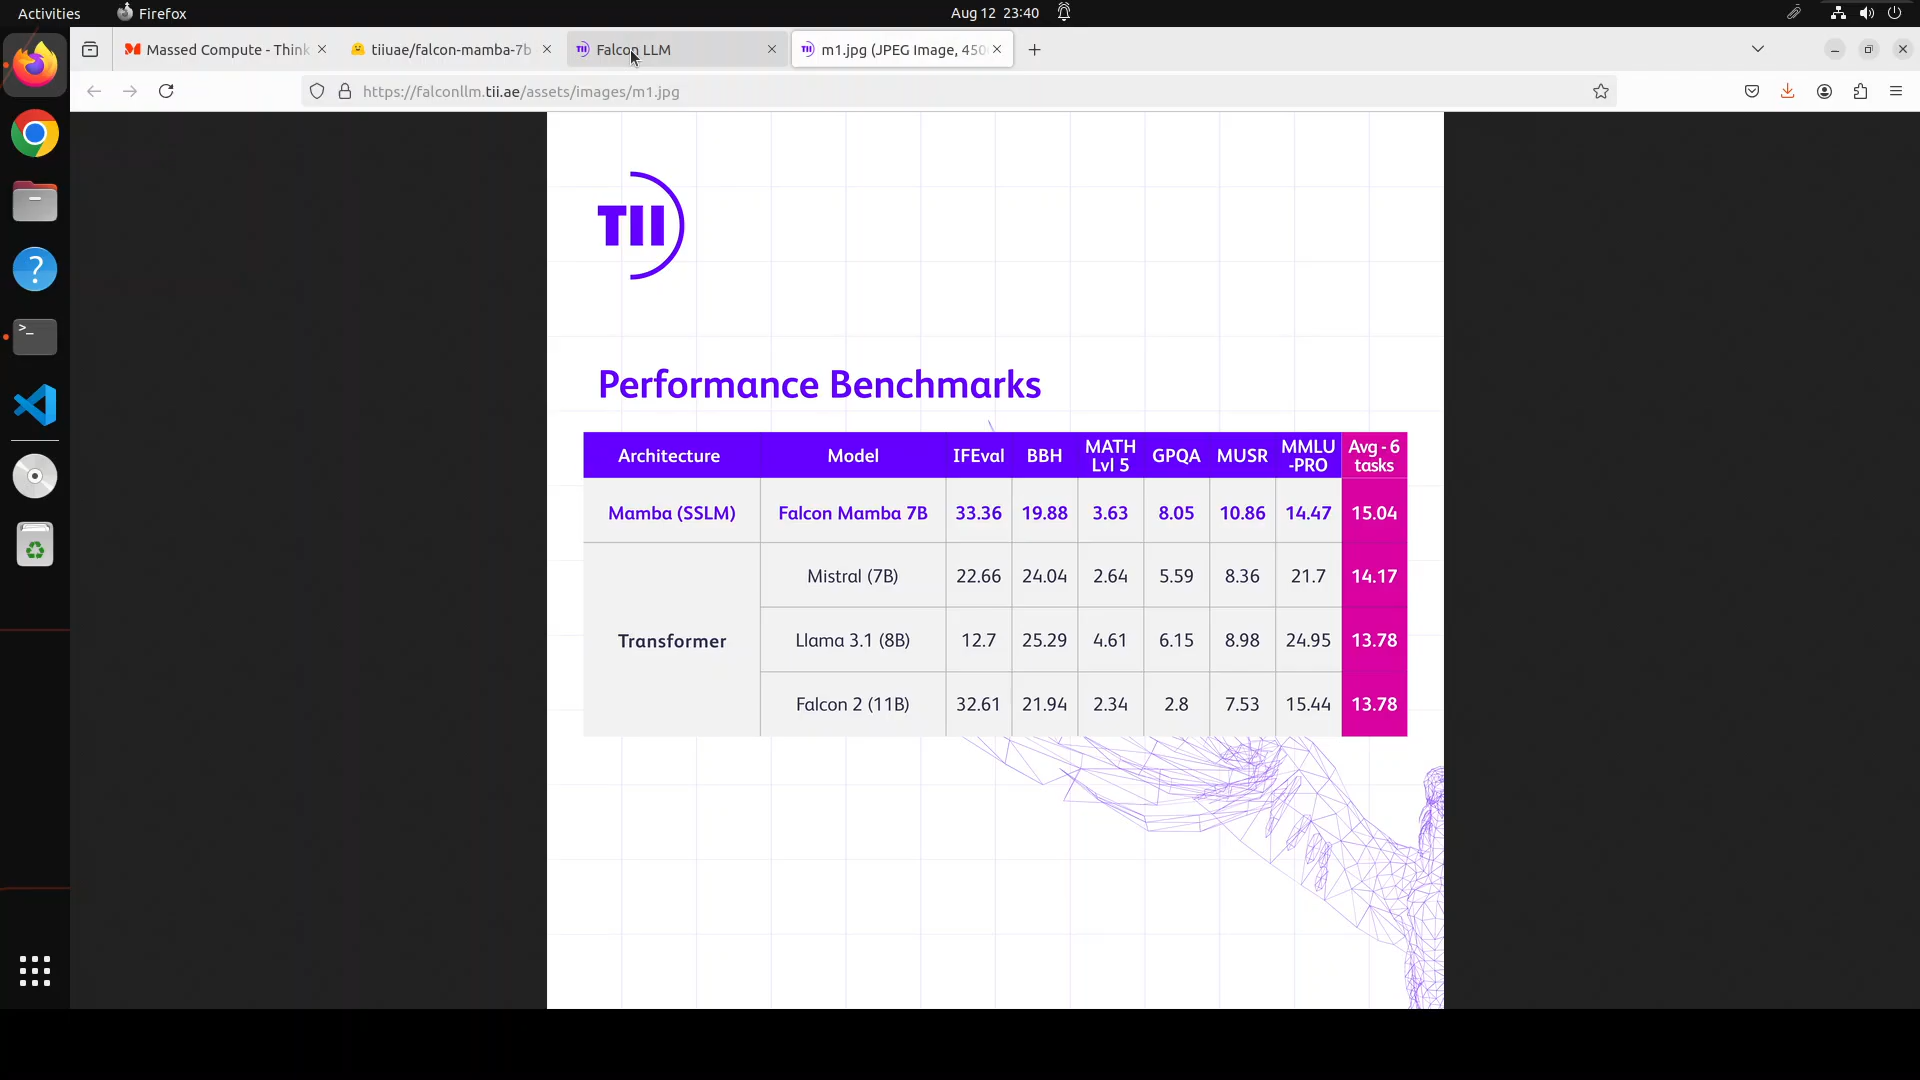 Activities Firefox Aug 12 23:40
Massed Compute - Think tiiuae/falcon-mamba-7b Falcon LLM m1.jpg (JPEG Image, 450
https://falconllm.tii.ae/assets/images/m1.jpg
TII
Performance Benchmarks
Architecture Model IFEval BBH MATH Lvl 5 GPQA MUSR MMLU -PRO Avg - 6 tasks
Mamba (SSLM) Falcon Mamba 7B 33.36 19.88 3.63 8.05 10.86 14.47 15.04
Mistral (7B) 22.66 24.04 2.64 5.59 8.36 21.7 14.17
Transformer Llama 3.1 (8B) 12.7 25.29 4.61 6.15 8.98 24.95 13.78
Falcon 2 (11B) 32.61 21.94 2.34 2.8 7.53 15.44 13.78